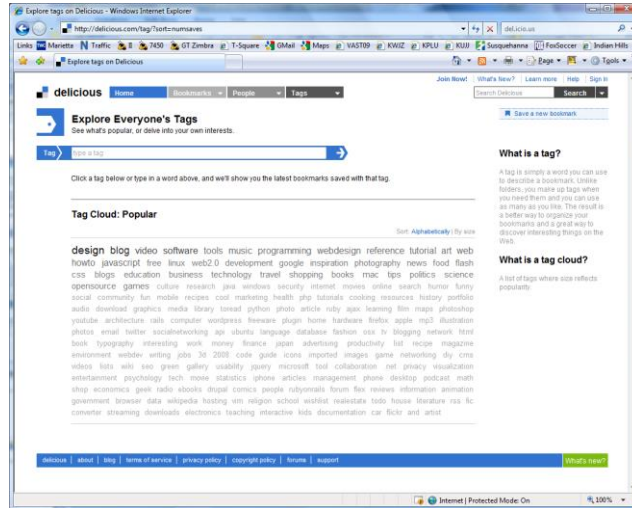 Explore tags on Delicious - Windows Internet Explorer
http://delicious.com/tag/?sort=numsaves
del.icio.us
Links Marietta Traffic 7450 GT Zimbra T-Square GMail Maps VAST09 KWJZ KPLU KUJJ Susquehanna FoxSoccer Indian Hills
Explore tags on Delicious
Page Tools
Join Now! What's New? Learn more Help Sign In
delicious Home Bookmarks People Tags Search Delicious Search
Explore Everyone's Tags
See what's popular, or delve into your own interests.
Save a new bookmark
Tag type a tag
Click a tag below or type in a word above, and we'll show you the latest bookmarks saved with that tag.
What is a tag?
A tag is simply a word you can use
to describe a bookmark. Unlike
folders, you make up tags when
you need them and you can use
as many as you like. The result is
a better way to organize your
bookmarks and a great way to
discover interesting things on the
Web.
What is a tag cloud?
A list of tags where size reflects
popularity.
Tag Cloud: Popular
Sort: Alphabetically | By size
design blog video software tools music programming webdesign reference tutorial art web
howto javascript free linux web2.0 development google inspiration photography news food flash
css blogs education business technology travel shopping books mac tips politics science
opensource games culture research java windows security internet movies online search humor funny
social community fun mobile recipes cool marketing health php tutorials cooking resources history portfolio
audio download graphics media library toread python photo article ruby ajax learning film maps photoshop
youtube architecture rails computer wordpress freeware plugin home hardware firefox apple mp3 illustration
photos email twitter socialnetworking api ubuntu language database fashion osx tv blogging network html
book typography interesting work money finance japan advertising productivity list recipe magazine
environment webdev writing jobs 3d 2008 code guide icons imported images game networking diy cms
videos lists wiki seo green gallery usability jquery microsoft tool collaboration .net privacy visualization
entertainment psychology tech movie statistics iphone articles management phone desktop podcast math
shop economics geek radio ebooks drupal comics people rubyonrails forum flex reviews information animation
government browser data wikipedia hosting vim religion school wishlist realestate todo house literature rss
converter streaming downloads electronics teaching interactive kids documentation car flickr and artist
delicious | about | blog | terms of service | privacy policy | copyright policy | forums | support
What's new?
Internet | Protected Mode: On 100%